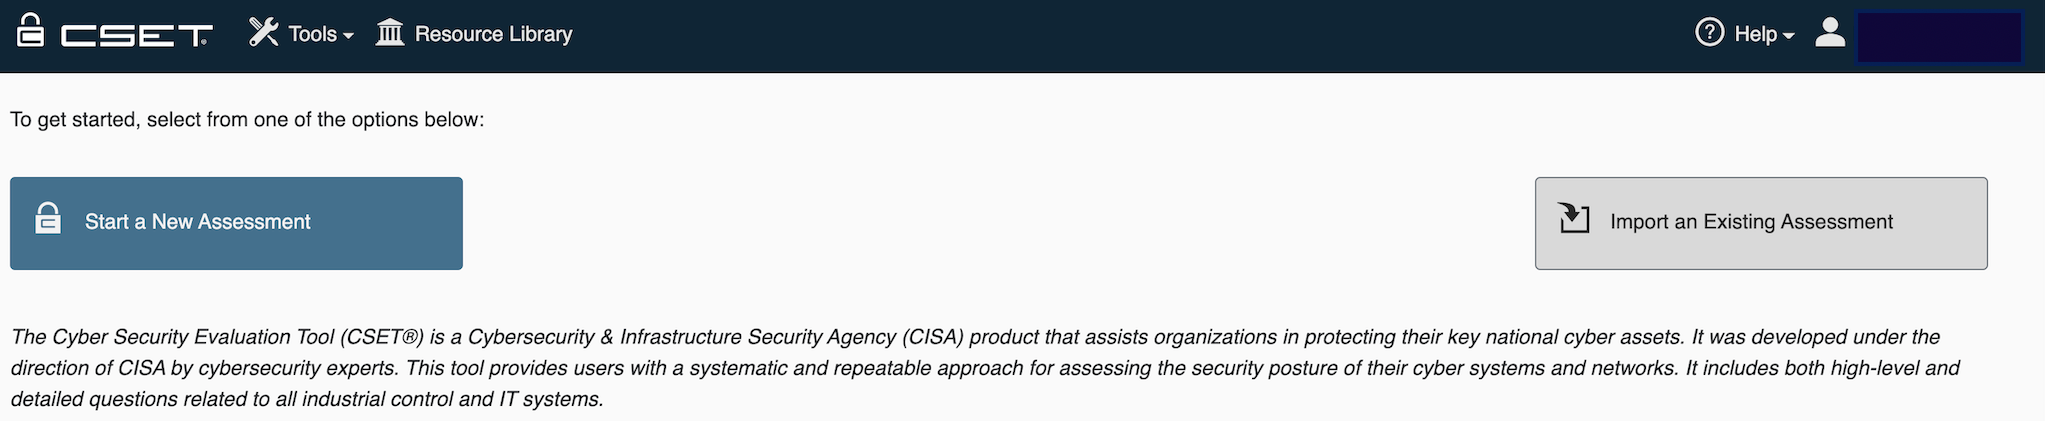 CSET® Tools Resource Library Help
To get started, select from one of the options below:
Start a New Assessment Import an Existing Assessment
The Cyber Security Evaluation Tool (CSET®) is a Cybersecurity & Infrastructure Security Agency (CISA) product that assists organizations in protecting their key national cyber assets. It was developed under the
direction of CISA by cybersecurity experts. This tool provides users with a systematic and repeatable approach for assessing the security posture of their cyber systems and networks. It includes both high-level and
detailed questions related to all industrial control and IT systems.